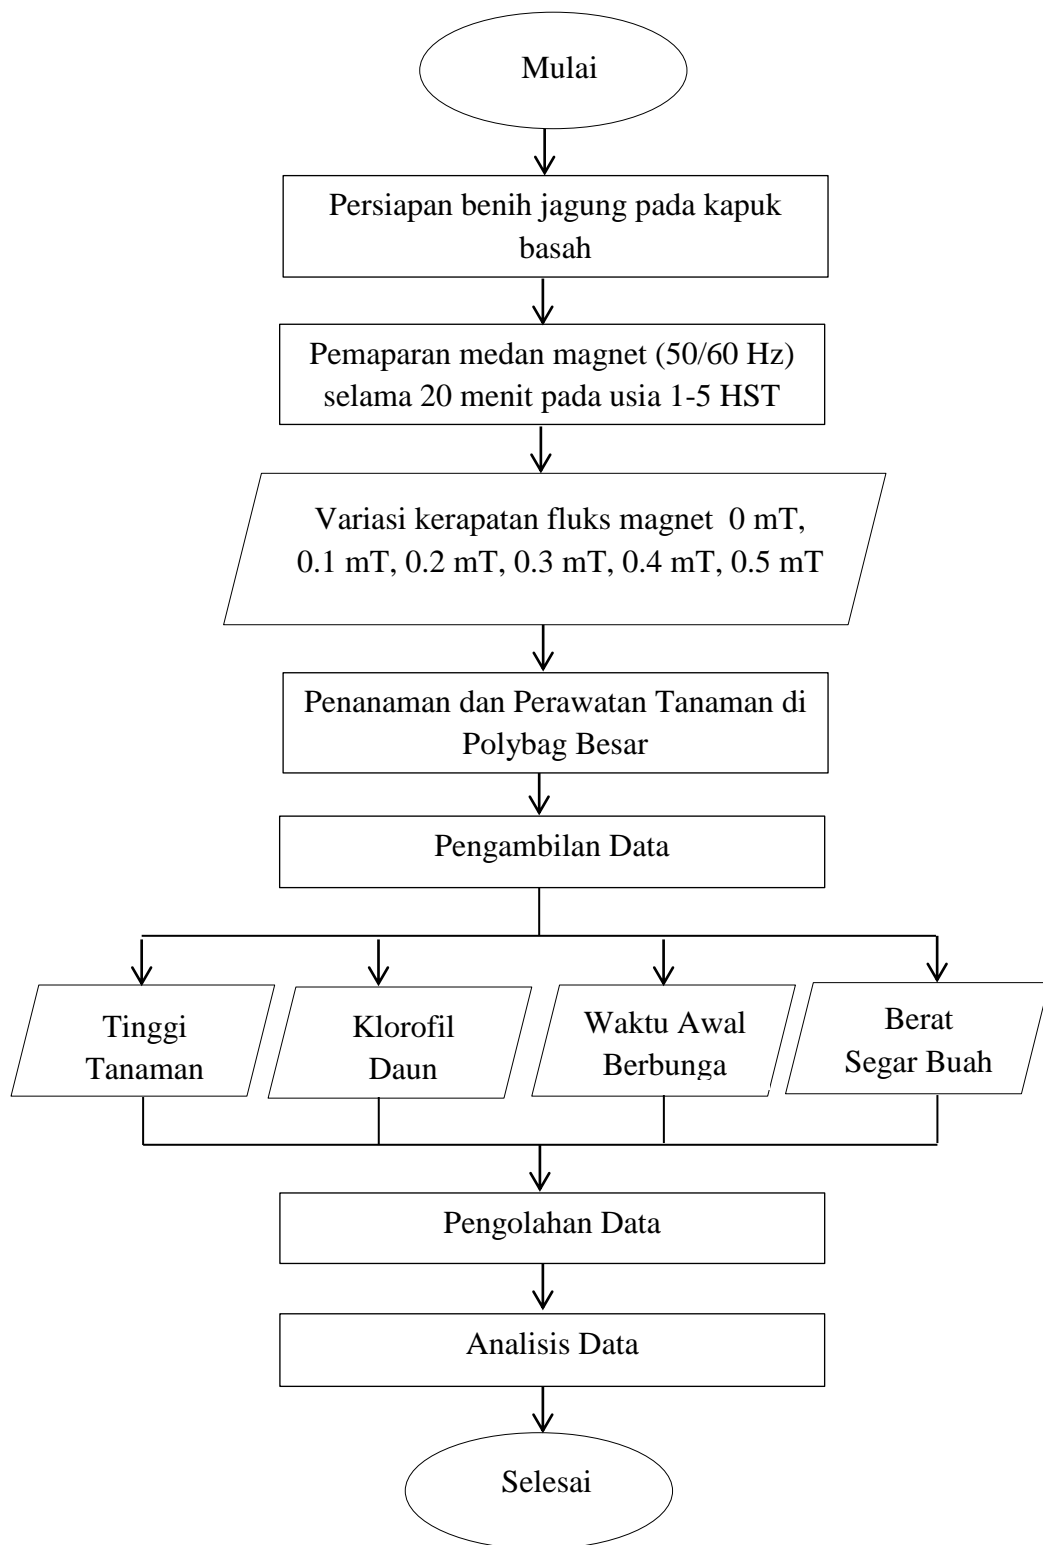 Mulai
Persiapan benih jagung pada kapuk
basah
Pemaparan medan magnet (50/60 Hz)
selama 20 menit pada usia 1-5 HST
Variasi kerapatan fluks magnet 0 mT,
0.1 mT, 0.2 mT, 0.3 mT, 0.4 mT, 0.5 mT
Penanaman dan Perawatan Tanaman di
Polybag Besar
Pengambilan Data
Tinggi
Tanaman
Klorofil
Daun
Waktu Awal
Berbunga
Berat
Segar Buah
Pengolahan Data
Analisis Data
Selesai